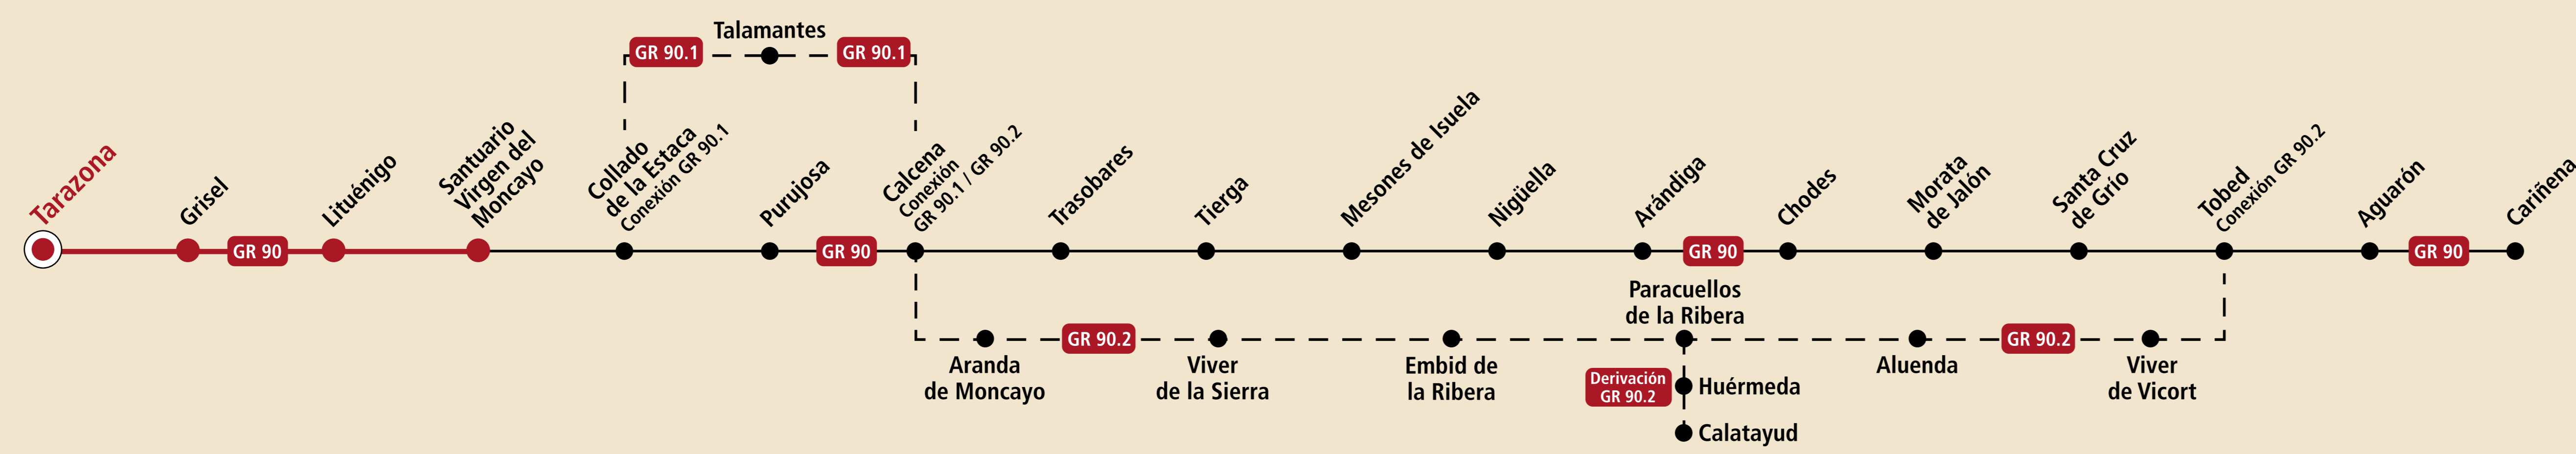 Talamantes
GR 90.1
GR 90.1
Tarazona
Grisel
GR 90
Lituénigo
Santuario
Virgen del
Moncayo
Collado
de la Estaca
Conexión GR 90.1
Purujosa
GR 90
Calcena
Conexión
GR 90.1 / GR 90.2
Trasobares
Tierga
Mesones de Isuela
Nigüella
Arándiga
GR 90
Chodes
Morata
de Jalón
Santa Cruz
de Grío
Tobed
Conexión GR 90.2
Aguarón
GR 90
Cariñena
Aranda
de Moncayo
GR 90.2
Viver
de la Sierra
Embid de
la Ribera
Paracuellos
de la Ribera
Derivación
GR 90.2
Huérmeda
Calatayud
Aluenda
GR 90.2
Viver
de Vicort